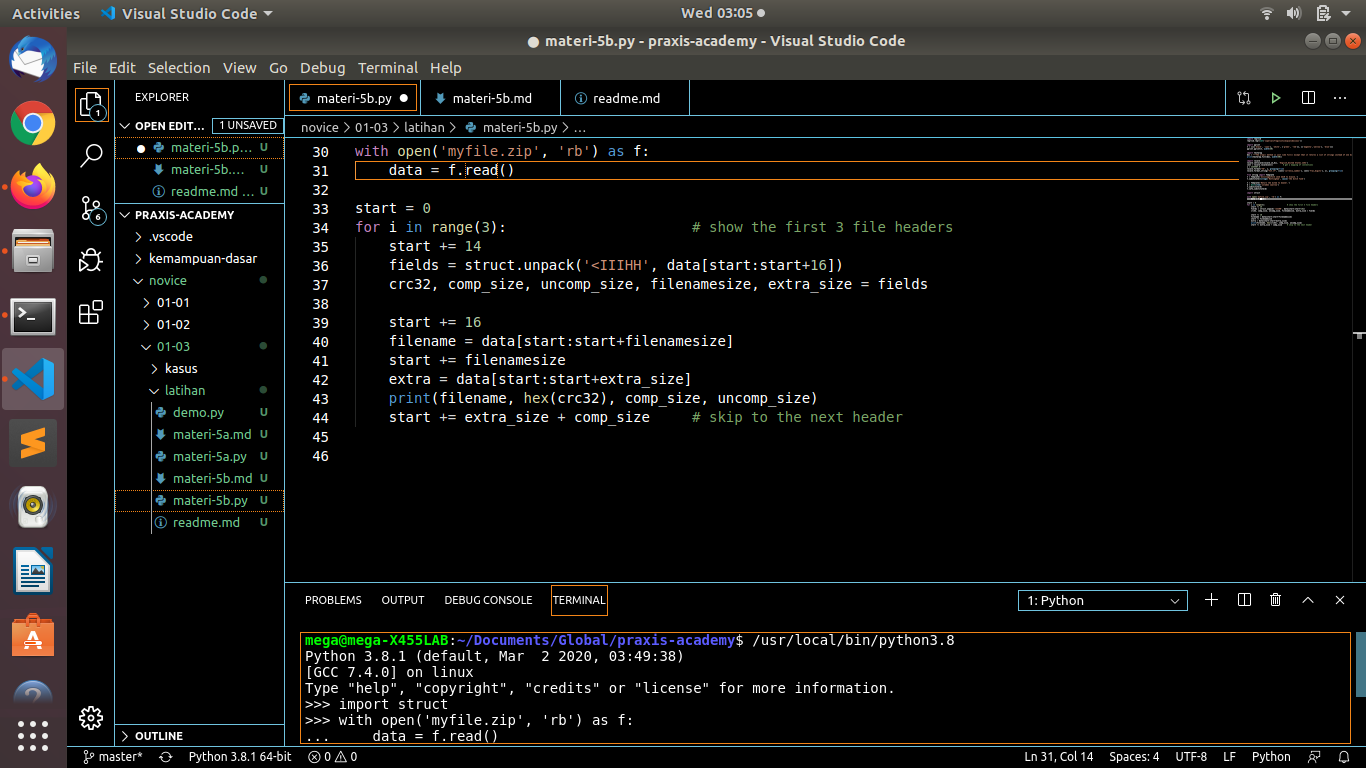 Activities Visual Studio Code Wed 03:05
materi-5b.py - praxis-academy - Visual Studio Code
File Edit Selection View Go Debug Terminal Help
1
6
EXPLORER
OPEN EDIT... 1 UNSAVED
materi-5b.p... U
materi-5b.... U
readme.md ... U
PRAXIS-ACADEMY
.vscode
kemampuan-dasar
novice
01-01
01-02
01-03
kasus
latihan
demo.py U
materi-5a.md U
materi-5a.py U
materi-5b.md U
materi-5b.py U
readme.md U
OUTLINE
materi-5b.py materi-5b.md readme.md
novice > 01-03 > latihan > materi-5b.py > ...
30 with open('myfile.zip', 'rb') as f:
31     data = f.read()
32
33 start = 0
34 for i in range(3):                      # show the first 3 file headers
35     start += 14
36     fields = struct.unpack('<IIIHH', data[start:start+16])
37     crc32, comp_size, uncomp_size, filenamesize, extra_size = fields
38
39     start += 16
40     filename = data[start:start+filenamesize]
41     start += filenamesize
42     extra = data[start:start+extra_size]
43     print(filename, hex(crc32), comp_size, uncomp_size)
44     start += extra_size + comp_size     # skip to the next header
45
46
PROBLEMS OUTPUT DEBUG CONSOLE TERMINAL 1: Python
mega@mega-X455LAB:~/Documents/Global/praxis-academy$ /usr/local/bin/python3.8
Python 3.8.1 (default, Mar  2 2020, 03:49:38)
[GCC 7.4.0] on linux
Type "help", "copyright", "credits" or "license" for more information.
>>> import struct
>>> with open('myfile.zip', 'rb') as f:
...     data = f.read()
master* Python 3.8.1 64-bit 0 0 Ln 31, Col 14 Spaces: 4 UTF-8 LF Python